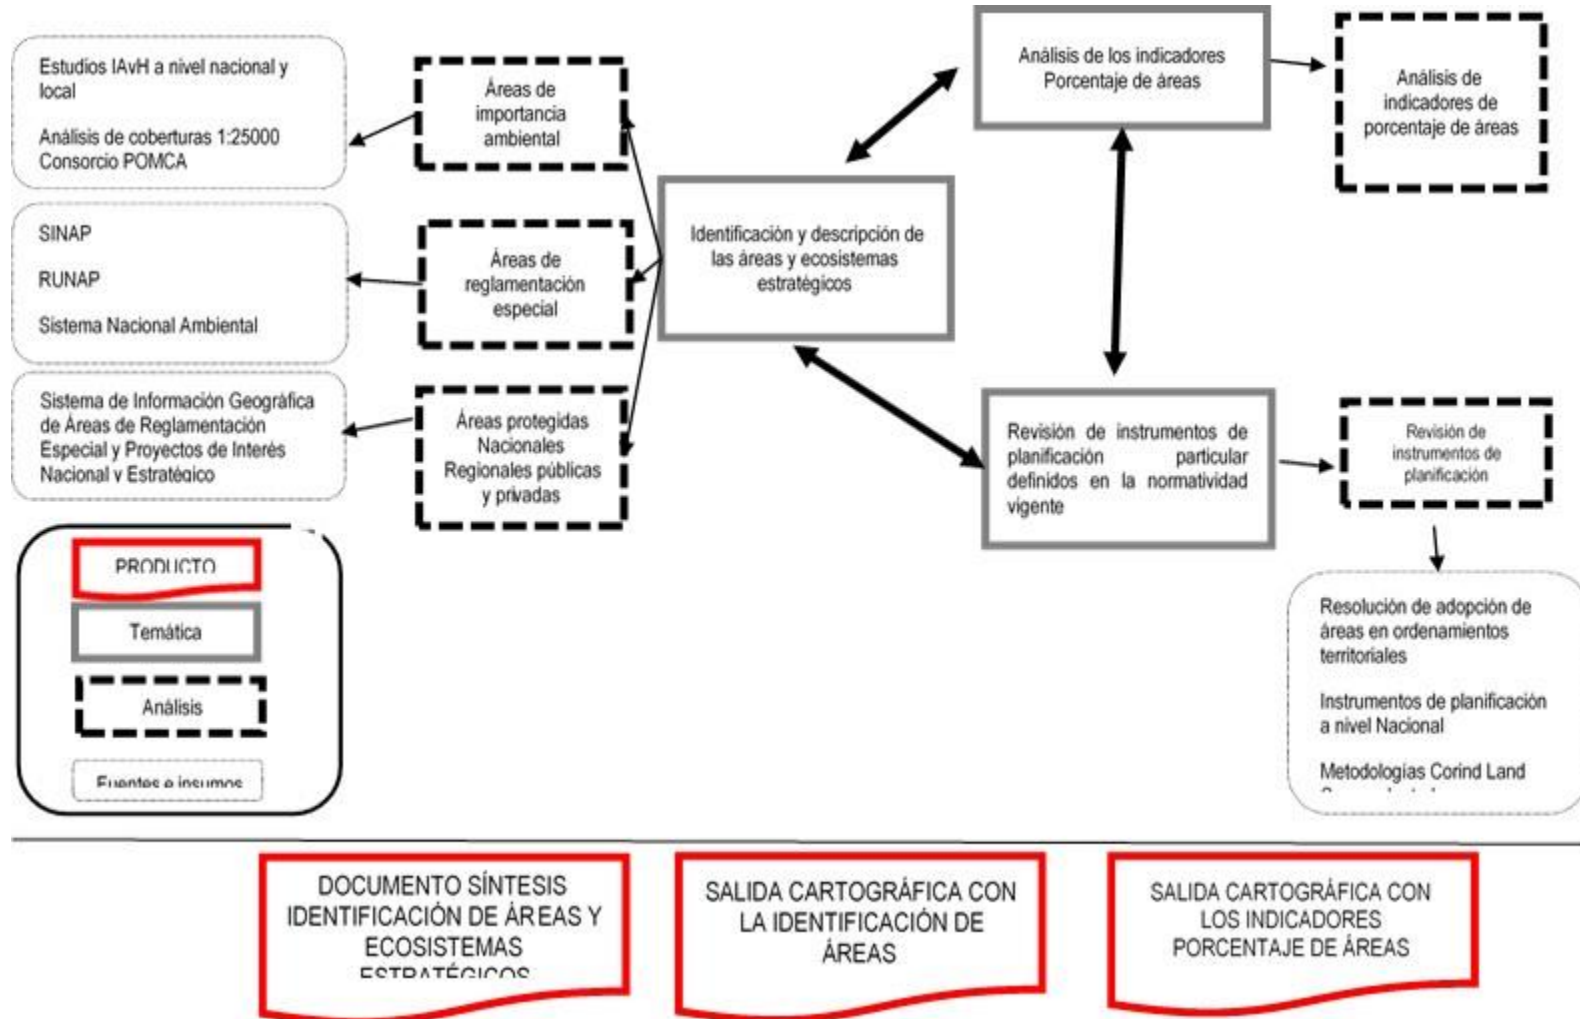 Estudios IAvH a nivel nacional y
local
Análisis de coberturas 1:25000
Consorcio POMCA
SINAP
RUNAP
Sistema Nacional Ambiental
Sistema de Información Geográfica
de Áreas de Reglamentación
Especial y Proyectos de Interés
Nacional y Estratégico
Áreas de
importancia
ambiental
Áreas de
reglamentación
especial
Áreas protegidas
Nacionales
Regionales públicas
y privadas
Identificación y descripción de
las áreas y ecosistemas
estratégicos
Análisis de los indicadores
Porcentaje de áreas
Análisis de
indicadores de
porcentaje de áreas
Revisión de instrumentos de
planificación particular
definidos en la normatividad
vigente
Revisión de
instrumentos de
planificación
Resolución de adopción de
áreas en ordenamientos
territoriales
Instrumentos de planificación
a nivel Nacional
Metodologías Corind Land
PRODUCTO
Temática
Análisis
Fuentes e insumos
DOCUMENTO SÍNTESIS
IDENTIFICACIÓN DE ÁREAS Y
ECOSISTEMAS
ESTRATÉGICOS
SALIDA CARTOGRÁFICA CON
LA IDENTIFICACIÓN DE
ÁREAS
SALIDA CARTOGRÁFICA CON
LOS INDICADORES
PORCENTAJE DE ÁREAS